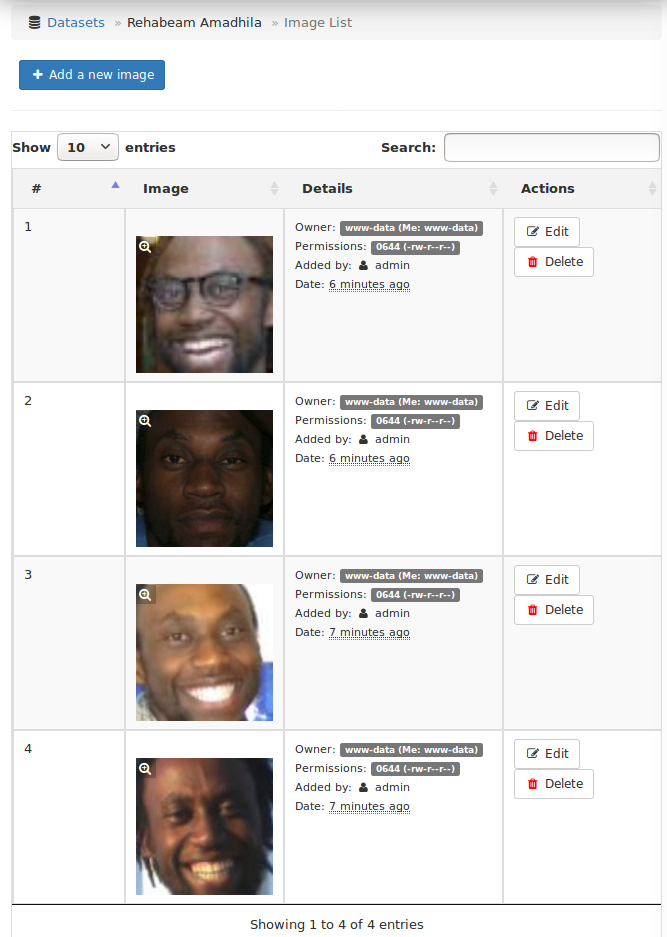 Datasets » Rehabeam Amadhila » Image List
Add a new image
Show 10 entries Search:
# Image Details Actions
1
Owner: www-data (Me: www-data)
Permissions: 0644 (-rw-r--r--)
Added by: admin
Date: 6 minutes ago
Edit
Delete
2
Owner: www-data (Me: www-data)
Permissions: 0644 (-rw-r--r--)
Added by: admin
Date: 6 minutes ago
Edit
Delete
3
Owner: www-data (Me: www-data)
Permissions: 0644 (-rw-r--r--)
Added by: admin
Date: 7 minutes ago
Edit
Delete
4
Owner: www-data (Me: www-data)
Permissions: 0644 (-rw-r--r--)
Added by: admin
Date: 7 minutes ago
Edit
Delete
Showing 1 to 4 of 4 entries